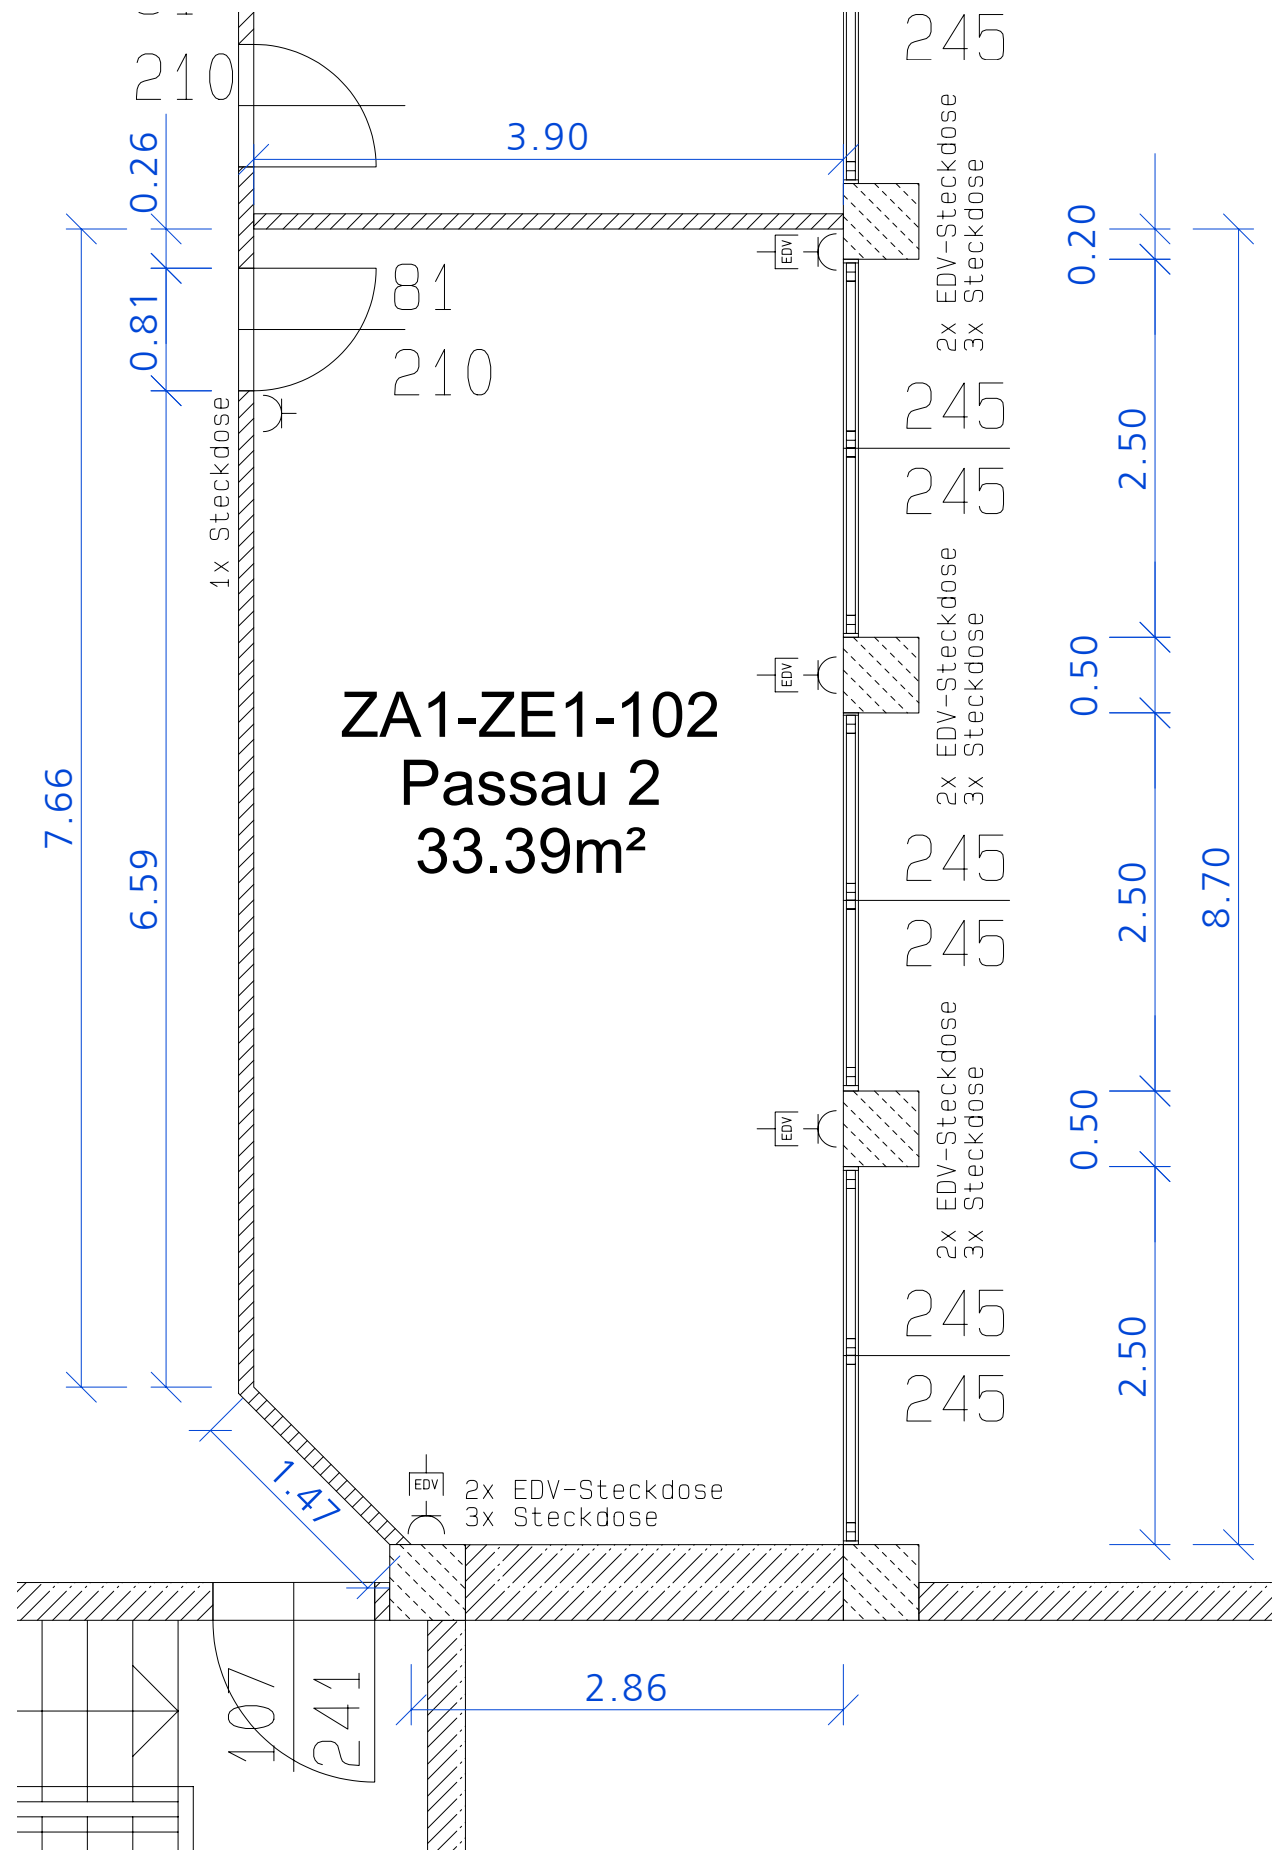 210
245
3.90
0.26
2x EDV-Steckdose
3x Steckdose
0.20
EDV
81
210
0.81
1x Steckdose
245
245
2.50
2x EDV-Steckdose
3x Steckdose
0.50
EDV
ZA1-ZE1-102
Passau 2
33.39m²
7.66
6.59
245
245
2.50
8.70
2x EDV-Steckdose
3x Steckdose
0.50
EDV
245
245
2.50
1.47
EDV
2x EDV-Steckdose
3x Steckdose
107
241
2.86